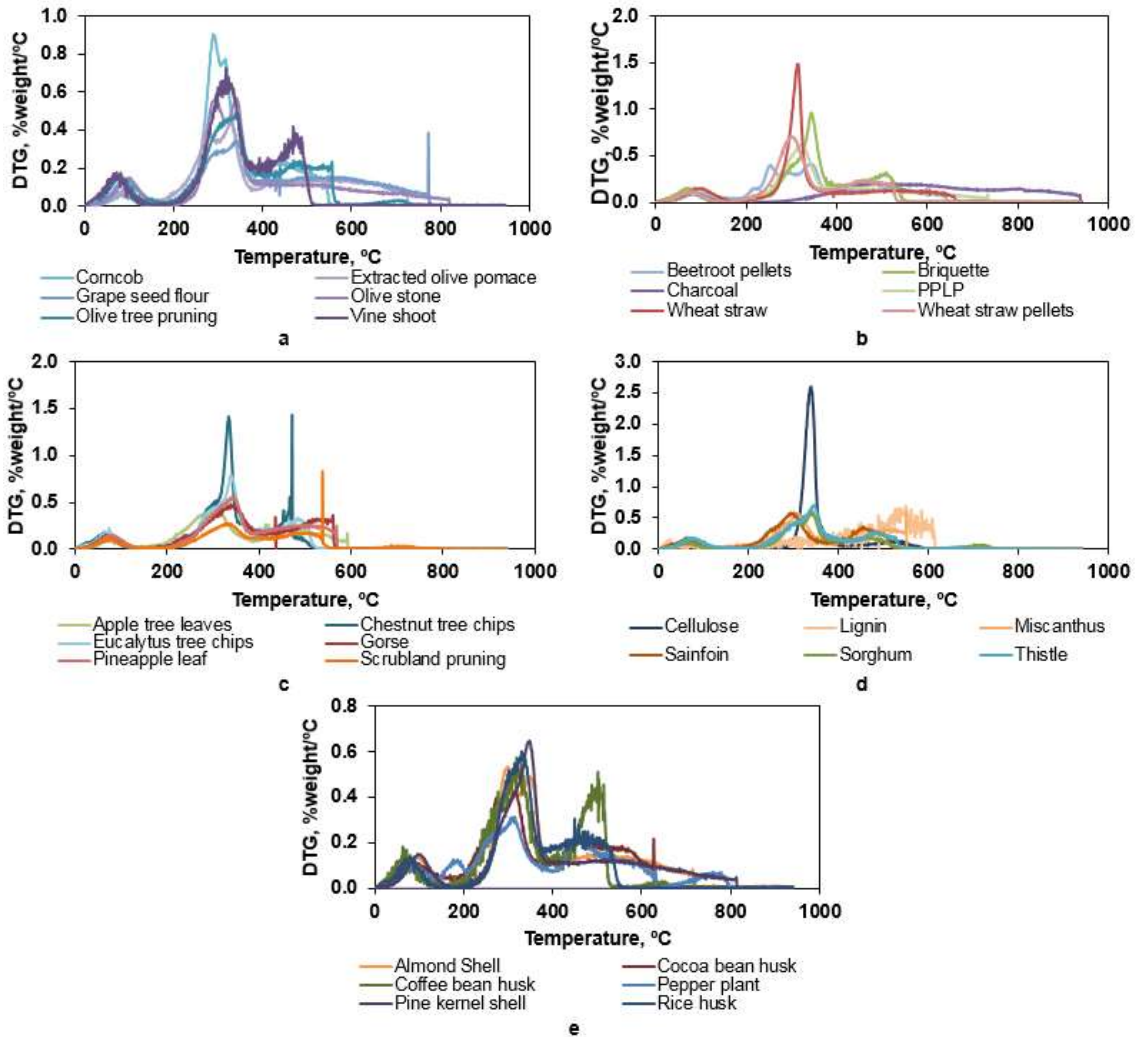 1.0
0.8
0.6
0.4
0.2
0.0
DTG, %weight/ºC
0 200 400 600 800 1000
Temperature, ºC
Corncob Extracted olive pomace
Grape seed flour Olive stone
Olive tree pruning Vine shoot
a
2.0
1.5
1.0
0.5
0.0
DTG, %weight/ºC
0 200 400 600 800 1000
Temperature, ºC
Beetroot pellets Briquette
Charcoal PPLP
Wheat straw Wheat straw pellets
b
2.0
1.5
1.0
0.5
0.0
DTG, %weight/ºC
0 200 400 600 800 1000
Temperature, ºC
Apple tree leaves Chestnut tree chips
Eucalytus tree chips Gorse
Pineapple leaf Scrubland pruning
c
3.0
2.5
2.0
1.5
1.0
0.5
0.0
DTG, %weight/ºC
0 200 400 600 800 1000
Temperature, ºC
Cellulose Lignin Miscanthus
Sainfoin Sorghum Thistle
d
0.8
0.6
0.4
0.2
0.0
DTG, %weight/ºC
0 200 400 600 800 1000
Temperature, ºC
Almond Shell Cocoa bean husk
Coffee bean husk Pepper plant
Pine kernel shell Rice husk
e